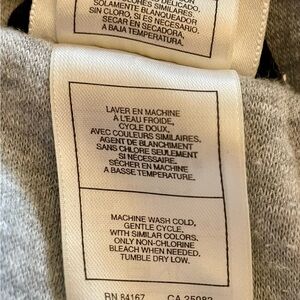 SOLAMENTE BLANQUEADOR
SIN CLORO, SI ES NECESARIO.
SECAR EN SECADORA,
A BAJA TEMPERATURA.
LAVER EN MACHINE
À L'EAU FROIDE,
CYCLE DOUX,
AVEC COULEURS SIMILAIRES.
AGENT DE BLANCHIMENT
SANS CHLORE SEULEMENT
SI NÉCESSAIRE.
SÉCHER EN MACHINE
À BASSE TEMPÉRATURE.
MACHINE WASH COLD,
GENTLE CYCLE,
WITH SIMILAR COLORS.
ONLY NON-CHLORINE
BLEACH WHEN NEEDED.
TUMBLE DRY LOW.
RN 84167 CA